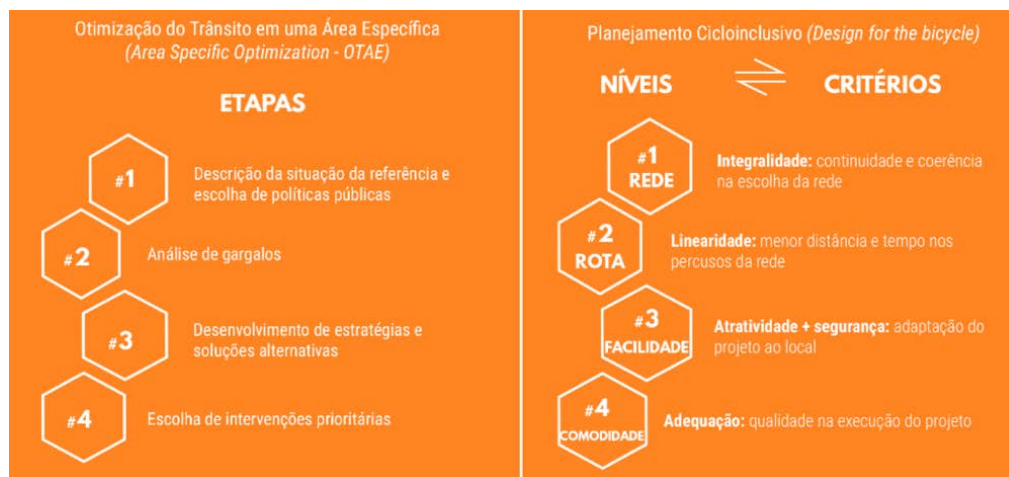 Otimização do Trânsito em uma Área Específica
(Area Specific Optimization - OTAE)
ETAPAS
#1
Descrição da situação da referência e
escolha de políticas públicas
#2
Análise de gargalos
#3
Desenvolvimento de estratégias e
soluções alternativas
#4
Escolha de intervenções prioritárias
Planejamento Cicloinclusivo (Design for the bicycle)
NÍVEIS
CRITÉRIOS
#1
REDE
Integralidade: continuidade e coerência
na escolha da rede
#2
ROTA
Linearidade: menor distância e tempo nos
percusos da rede
#3
FACILIDADE
Atratividade + segurança: adaptação do
projeto ao local
#4
COMODIDADE
Adequação: qualidade na execução do projeto